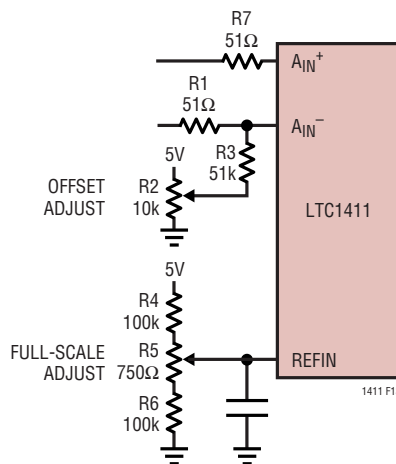 R7
51Ω
AIN+
R1
51Ω
AIN−
5V
R3
51k
OFFSET
ADJUST
R2
10k
LTC1411
5V
R4
100k
FULL-SCALE
ADJUST
R5
750Ω
REFIN
R6
100k
1411 F1